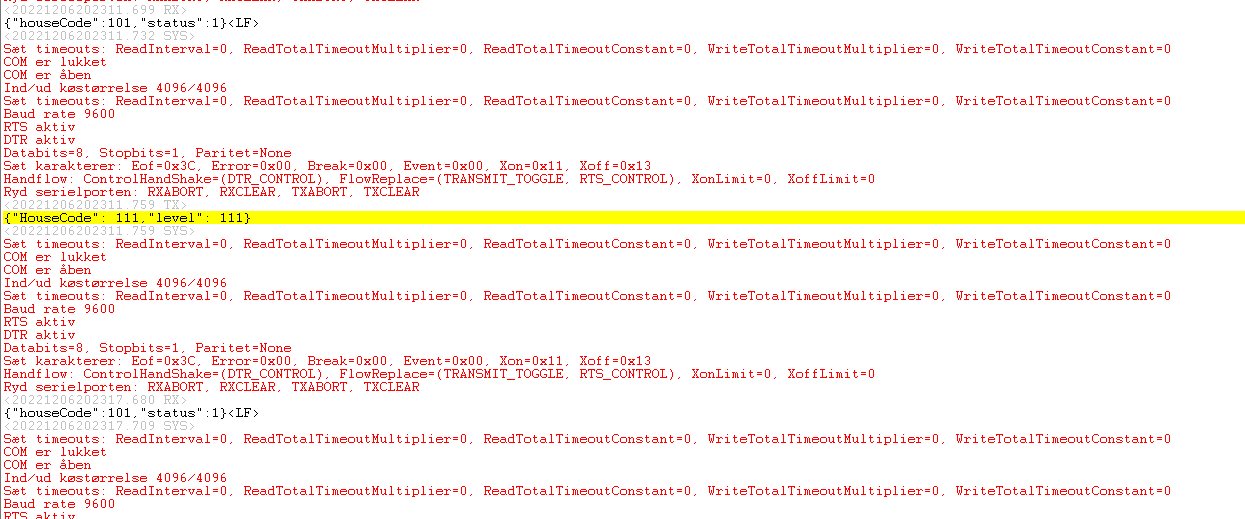 <20221206202311.699 RX>
{"houseCode":101,"status":1}<LF>
<20221206202311.732 SYS>
Sæt timeouts: ReadInterval=0, ReadTotalTimeoutMultiplier=0, ReadTotalTimeoutConstant=0, WriteTotalTimeoutMultiplier=0, WriteTotalTimeoutConstant=0
COM er lukket
COM er åben
Ind/ud køstørrelse 4096/4096
Sæt timeouts: ReadInterval=0, ReadTotalTimeoutMultiplier=0, ReadTotalTimeoutConstant=0, WriteTotalTimeoutMultiplier=0, WriteTotalTimeoutConstant=0
Baud rate 9600
RTS aktiv
DTR aktiv
Databits=8, Stopbits=1, Paritet=None
Sæt karakterer: Eof=0x3C, Error=0x00, Break=0x00, Event=0x00, Xon=0x11, Xoff=0x13
Handflow: ControlHandShake=(DTR_CONTROL), FlowReplace=(TRANSMIT_TOGGLE, RTS_CONTROL), XonLimit=0, XoffLimit=0
Ryd serielporten: RXABORT, RXCLEAR, TXABORT, TXCLEAR
<20221206202311.759 TX>
{"HouseCode": 111,"level": 111}
<20221206202311.759 SYS>
Sæt timeouts: ReadInterval=0, ReadTotalTimeoutMultiplier=0, ReadTotalTimeoutConstant=0, WriteTotalTimeoutMultiplier=0, WriteTotalTimeoutConstant=0
COM er lukket
COM er åben
Ind/ud køstørrelse 4096/4096
Sæt timeouts: ReadInterval=0, ReadTotalTimeoutMultiplier=0, ReadTotalTimeoutConstant=0, WriteTotalTimeoutMultiplier=0, WriteTotalTimeoutConstant=0
Baud rate 9600
RTS aktiv
DTR aktiv
Databits=8, Stopbits=1, Paritet=None
Sæt karakterer: Eof=0x3C, Error=0x00, Break=0x00, Event=0x00, Xon=0x11, Xoff=0x13
Handflow: ControlHandShake=(DTR_CONTROL), FlowReplace=(TRANSMIT_TOGGLE, RTS_CONTROL), XonLimit=0, XoffLimit=0
Ryd serielporten: RXABORT, RXCLEAR, TXABORT, TXCLEAR
<20221206202317.680 RX>
{"houseCode":101,"status":1}<LF>
<20221206202317.709 SYS>
Sæt timeouts: ReadInterval=0, ReadTotalTimeoutMultiplier=0, ReadTotalTimeoutConstant=0, WriteTotalTimeoutMultiplier=0, WriteTotalTimeoutConstant=0
COM er lukket
COM er åben
Ind/ud køstørrelse 4096/4096
Sæt timeouts: ReadInterval=0, ReadTotalTimeoutMultiplier=0, ReadTotalTimeoutConstant=0, WriteTotalTimeoutMultiplier=0, WriteTotalTimeoutConstant=0
Baud rate 9600
RTS aktiv